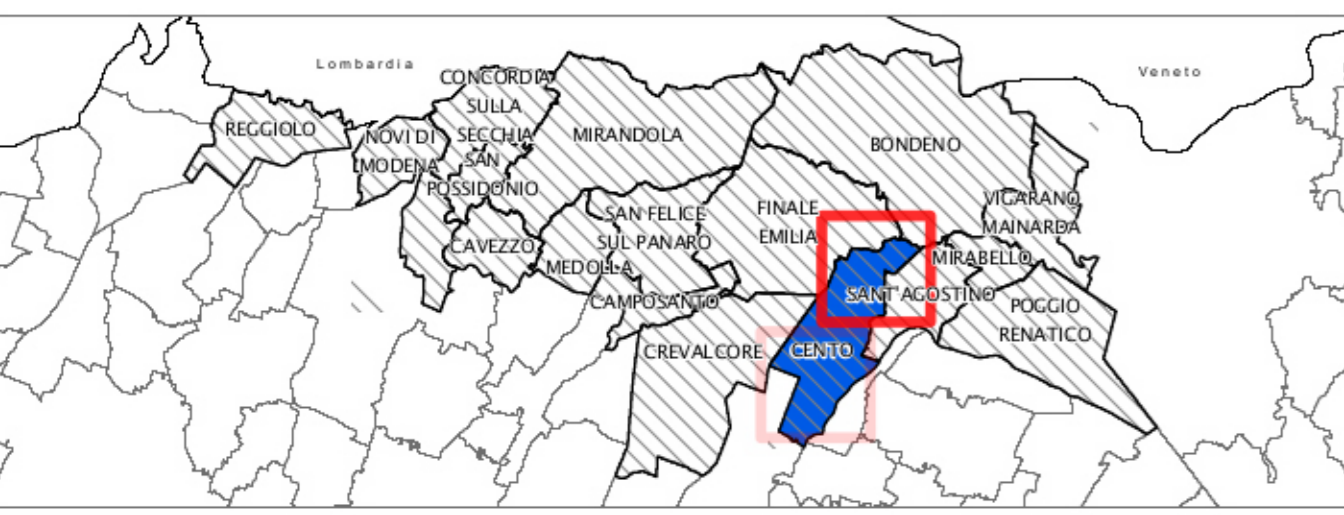 Lombardia
Veneto
CONCORDIA
SULLA
SECCHIA
REGGIOLO
NOVI DI
MODENA
MIRANDOLA
BONDENO
SAN
POSSIDONIO
VIGARANO
MAINARDA
SAN FELICE
SUL PANARO
FINALE
EMILIA
CAVEZZO
MEDOLLA
MIRABELLO
CAMPOSANTO
SANT'AGOSTINO
POGGIO
RENATICO
CREVALCORE
CENTO